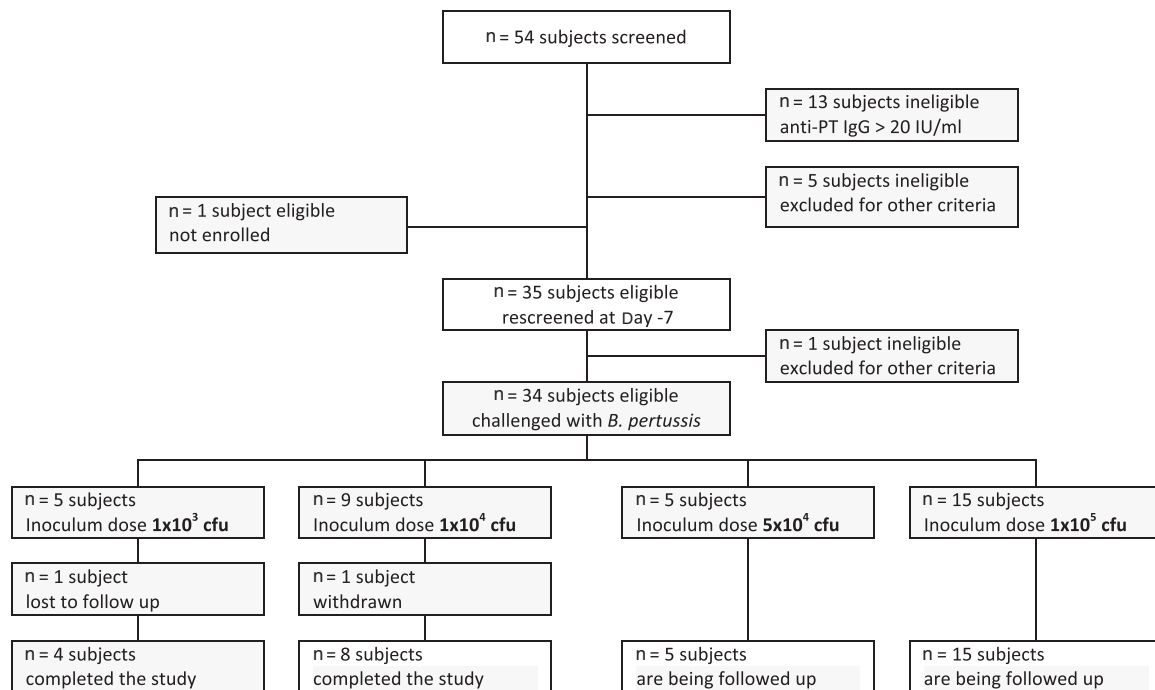 n = 54 subjects screened
n = 13 subjects ineligible
anti-PT IgG > 20 IU/ml
n = 5 subjects ineligible
excluded for other criteria
n = 1 subject eligible
not enrolled
n = 35 subjects eligible
rescreened at Day -7
n = 1 subject ineligible
excluded for other criteria
n = 34 subjects eligible
challenged with B. pertussis
n = 5 subjects
Inoculum dose 1x10³ cfu
n = 9 subjects
Inoculum dose 1x10⁴ cfu
n = 5 subjects
Inoculum dose 5x10⁴ cfu
n = 15 subjects
Inoculum dose 1x10⁵ cfu
n = 1 subject
lost to follow up
n = 1 subject
withdrawn
n = 4 subjects
completed the study
n = 8 subjects
completed the study
n = 5 subjects
are being followed up
n = 15 subjects
are being followed up